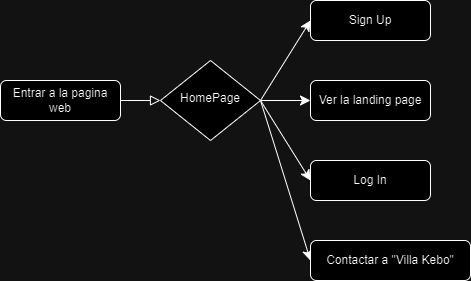 Entrar a la pagina
web
HomePage
Sign Up
Ver la landing page
Log In
Contactar a "Villa Kebo"